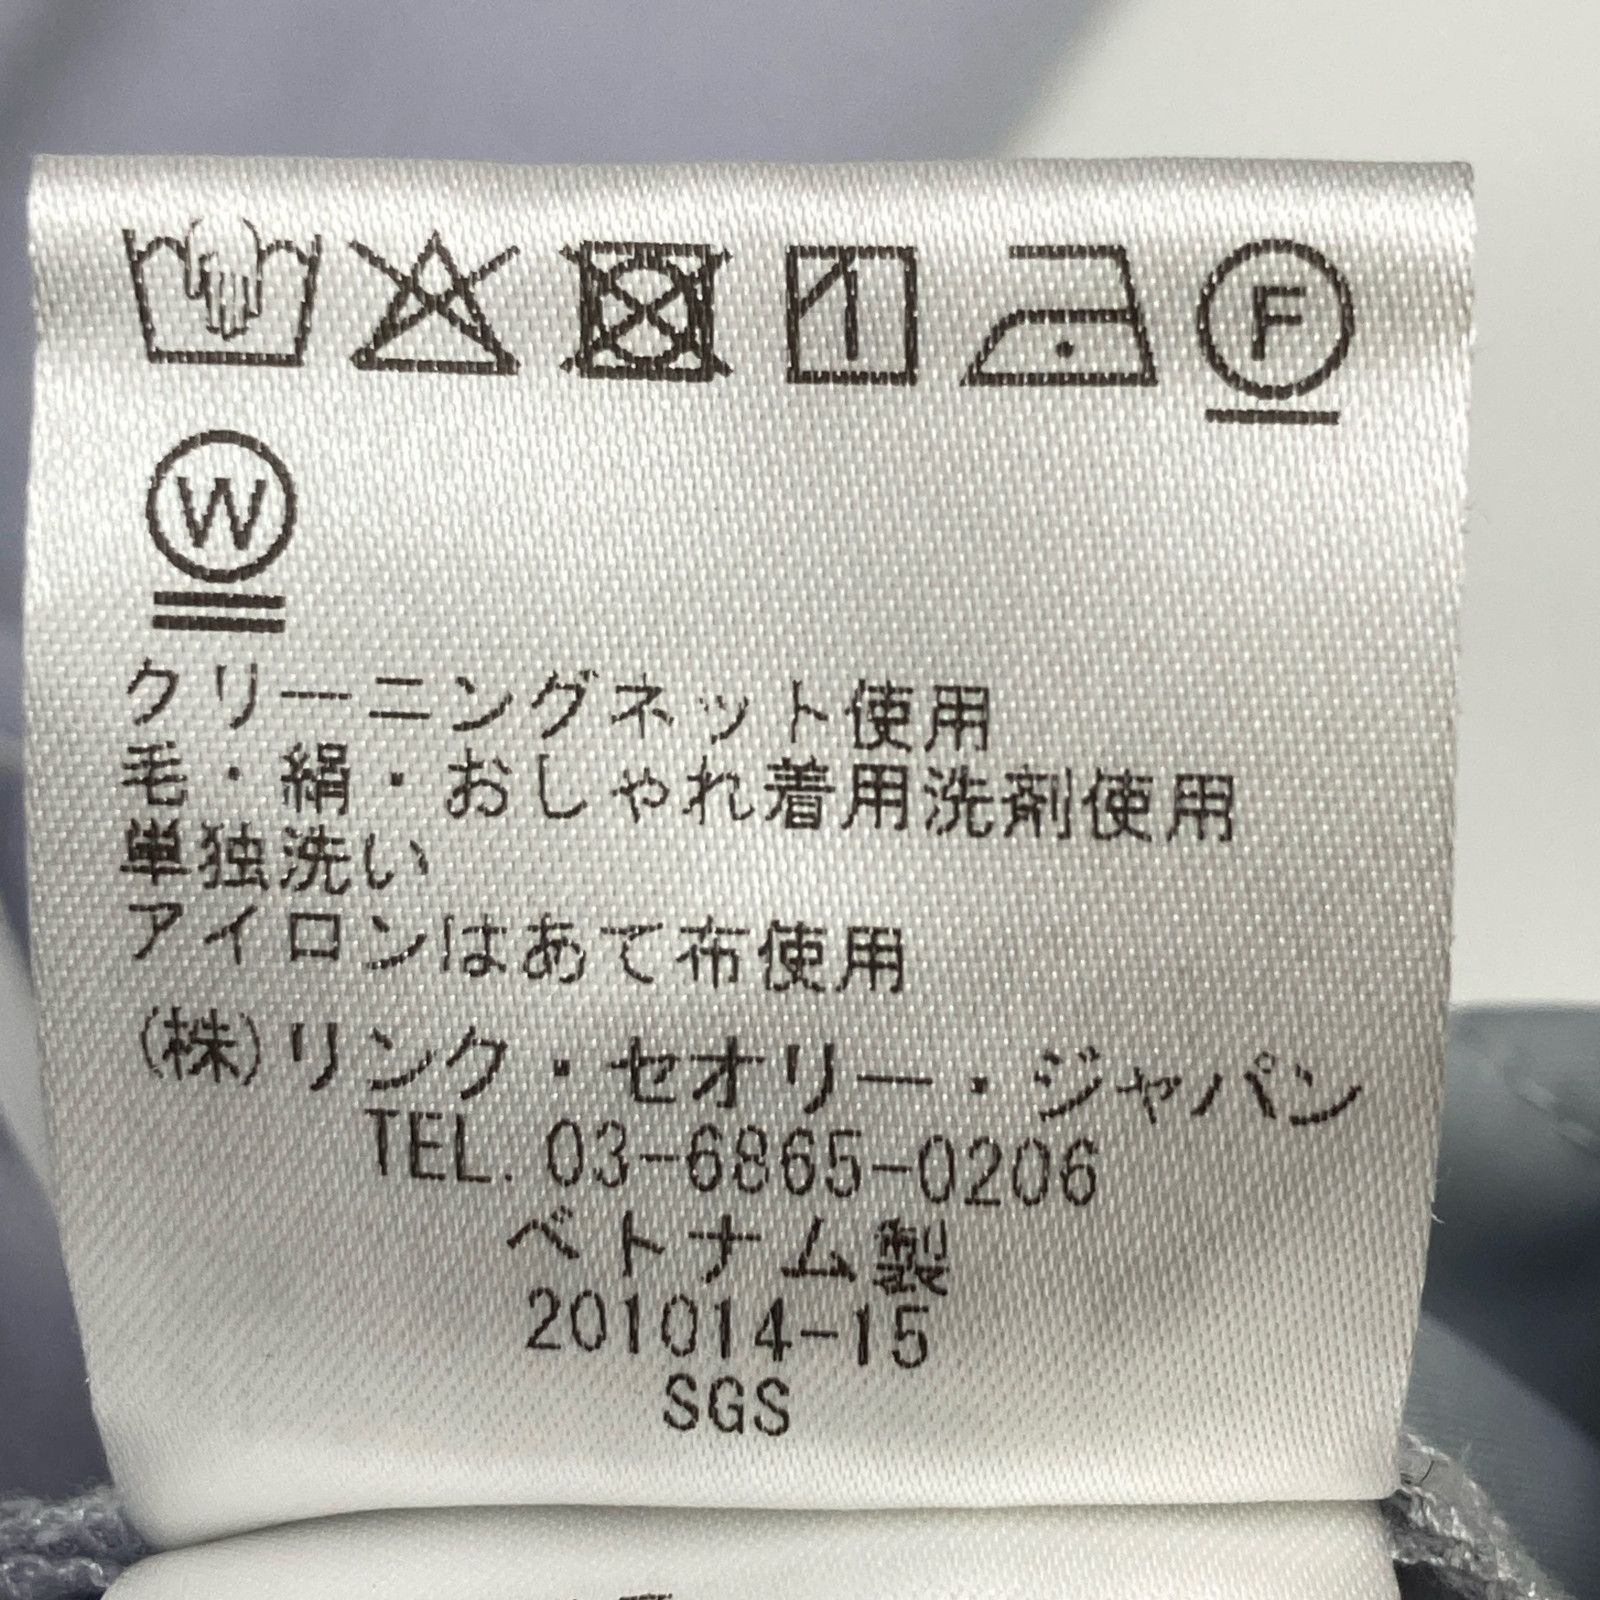 F
W
クリーニングネット使用
毛・絹・おしゃれ着用洗剤使用
単独洗い
アイロンはあて布使用
(株)リンク・セオリー・ジャパン
TEL. 03-6865-0206
ベトナム製
201014-15
SGS